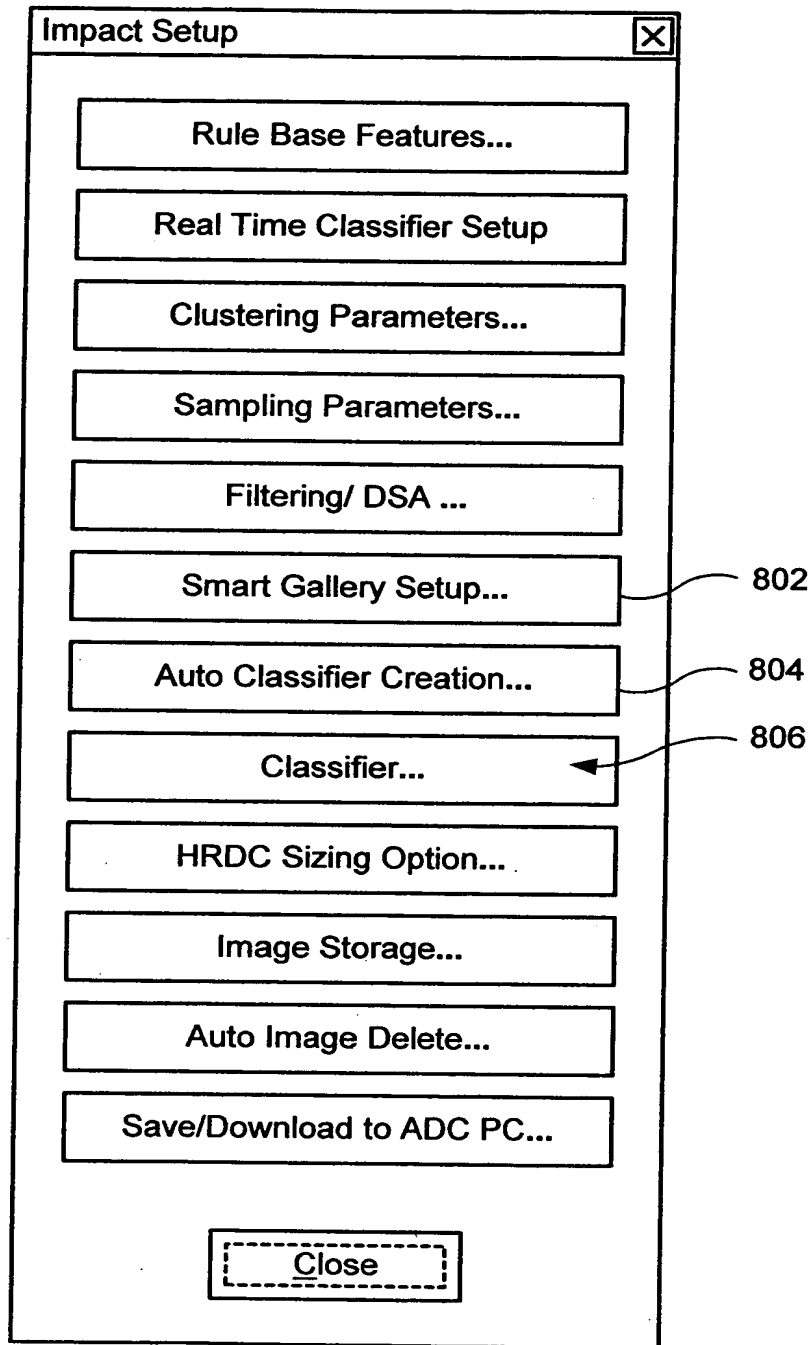 Impact Setup
Rule Base Features...
Real Time Classifier Setup
Clustering Parameters...
Sampling Parameters...
Filtering/ DSA ...
Smart Gallery Setup...
802
Auto Classifier Creation...
804
806
Classifier...
HRDC Sizing Option...
Image Storage...
Auto Image Delete...
Save/Download to ADC PC...
Close